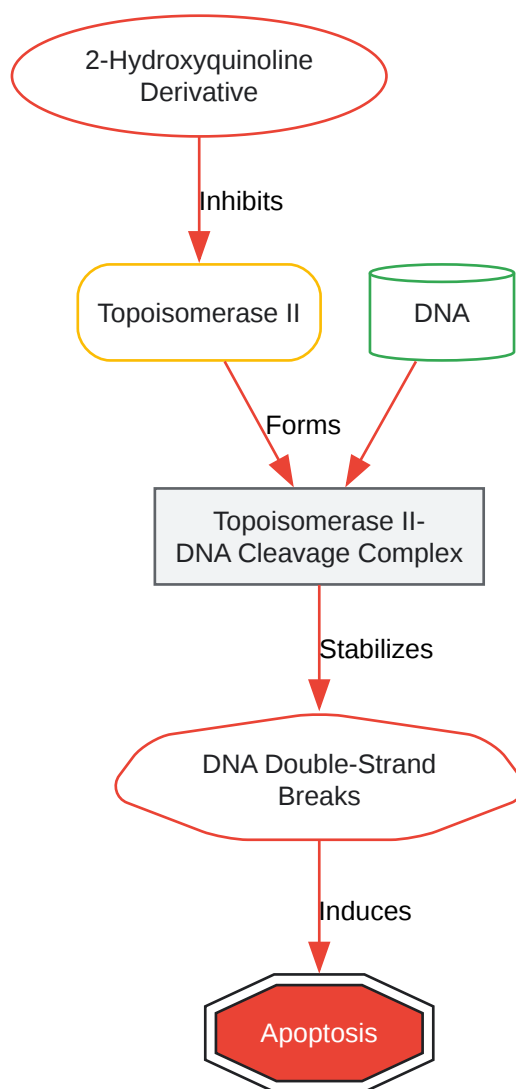 2-Hydroxyquinoline
Derivative
Inhibits
Topoisomerase II
DNA
Forms
Topoisomerase II-
DNA Cleavage Complex
Stabilizes
DNA Double-Strand
Breaks
Induces
Apoptosis